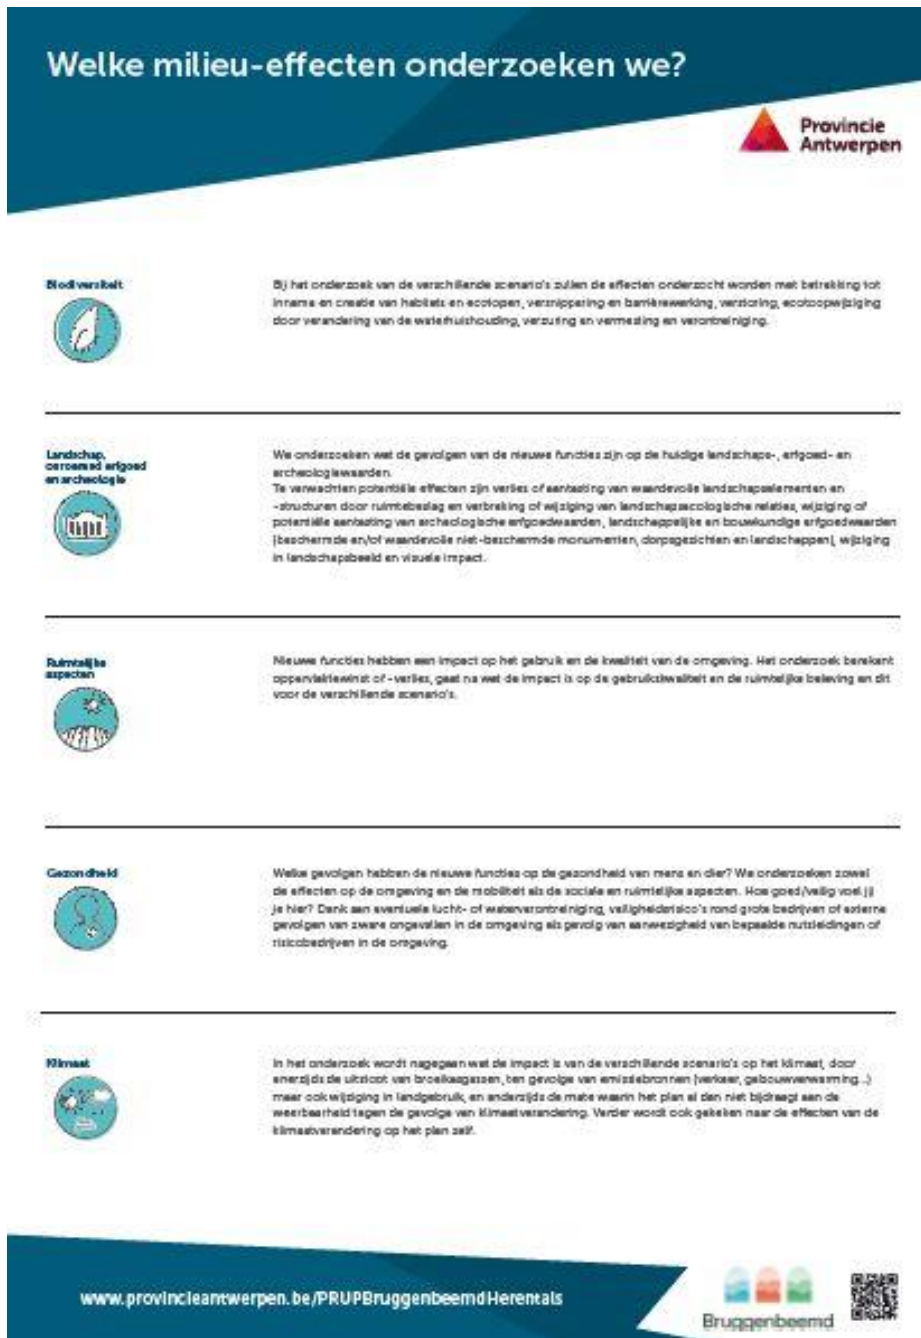 Welke milieu-effecten onderzoeken we?
Provincie
Antwerpen
Biodiversiteit
Bij het onderzoek van de verschillende scenario's zullen de effecten onderzocht worden met betrekking tot
inname en creatie van habitats en ecotopen, versnippering en barrièrewerking, verstoring, ecotoopwijziging
door verandering van de waterhuishouding, verzuring en vermesting en verontreiniging.
Landschap,
onroerend erfgoed
en archeologie
We onderzoeken wat de gevolgen van de nieuwe functies zijn op de huidige landschaps-, erfgoed- en
archeologiewaarden.
Te verwachten potentiële effecten zijn verlies of aantasting van waardevolle landschapselementen en
-structuren door ruimtebeslag en verbreking of wijziging van landschapsecologische relaties, wijziging of
potentiële aantasting van archeologische erfgoedwaarden, landschappelijke en bouwkundige erfgoedwaarden
(beschermde en/of waardevolle niet-beschermde monumenten, dorpsgezichten en landschappen), wijziging
in landschapsbeeld en visuele impact.
Ruimtelijke
aspecten
Nieuwe functies hebben een impact op het gebruik en de kwaliteit van de omgeving. Het onderzoek berekent
oppervlaktewinst of -verlies, gaat na wat de impact is op de gebruikskwaliteit en de ruimtelijke beleving en dit
voor de verschillende scenario's.
Gezondheid
Welke gevolgen hebben de nieuwe functies op de gezondheid van mens en dier? We onderzoeken zowel
de effecten op de omgeving en de mobiliteit als de sociale en ruimtelijke aspecten. Hoe goed/veilig voel jij
je hier? Denk aan eventuele lucht- of waterverontreiniging, veiligheidsrisico's rond grote bedrijven of externe
gevolgen van zware ongevallen in de omgeving als gevolg van aanwezigheid van bepaalde nutsleidingen of
risicobedrijven in de omgeving.
Klimaat
In het onderzoek wordt nagegaan wat de impact is van de verschillende scenario's op het klimaat, door
enerzijds de uitstoot van broeikasgassen, ten gevolge van emissiebronnen (verkeer, gebouwverwarming...)
maar ook wijziging in landgebruik, en anderzijds de mate waarin het plan al dan niet bijdraagt aan de
weerbaarheid tegen de gevolge van klimaatverandering. Verder wordt ook gekeken naar de effecten van de
klimaatverandering op het plan zelf.
www.provincieantwerpen.be/PRUPBruggenbeemdHerentals
Bruggenbeemd